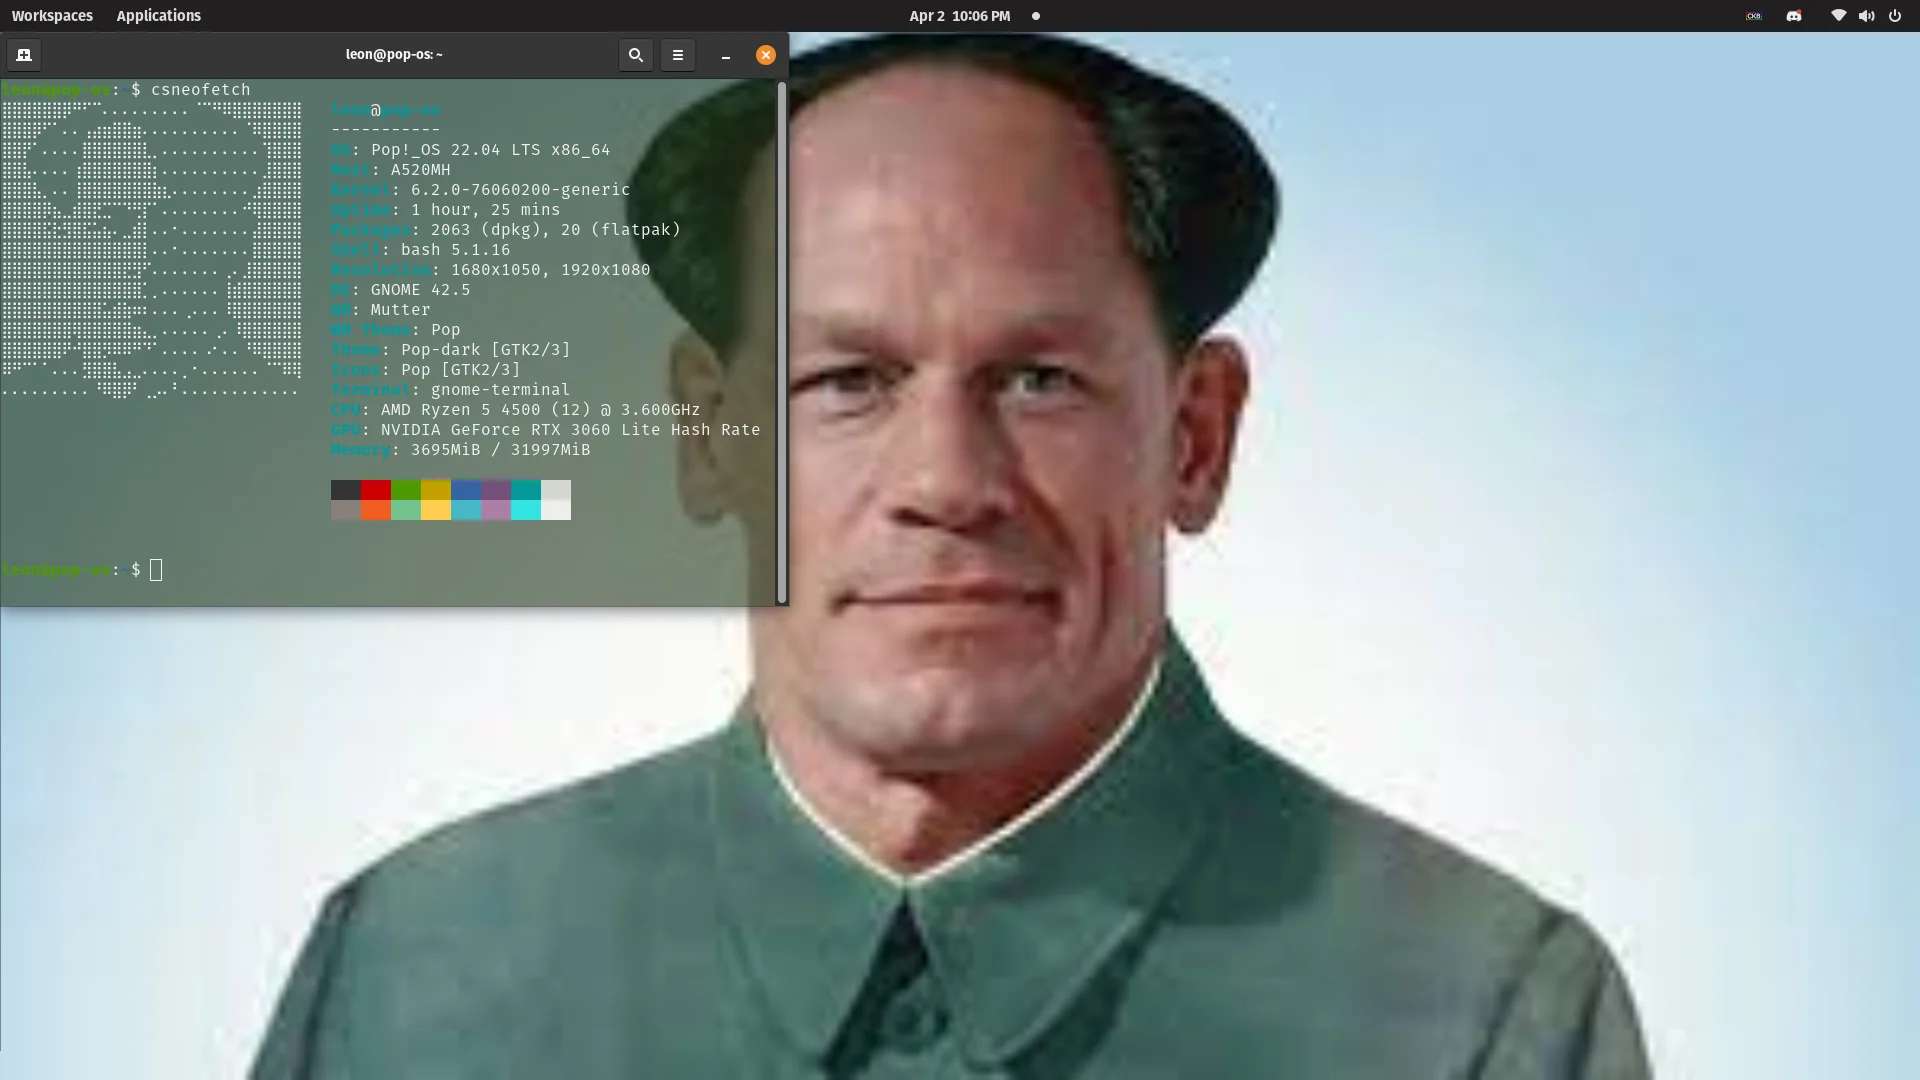 Workspaces Applications Apr 2 10:06 PM
leon@pop-os: ~
leon@pop-os:~$ csneofetch
leon@pop-os
-----------
OS: Pop!_OS 22.04 LTS x86_64
Host: A520MH
Kernel: 6.2.0-76060200-generic
Uptime: 1 hour, 25 mins
Packages: 2063 (dpkg), 20 (flatpak)
Shell: bash 5.1.16
Resolution: 1680x1050, 1920x1080
DE: GNOME 42.5
WM: Mutter
WM Theme: Pop
Theme: Pop-dark [GTK2/3]
Icons: Pop [GTK2/3]
Terminal: gnome-terminal
CPU: AMD Ryzen 5 4500 (12) @ 3.600GHz
GPU: NVIDIA GeForce RTX 3060 Lite Hash Rate
Memory: 3695MiB / 31997MiB
leon@pop-os:~$